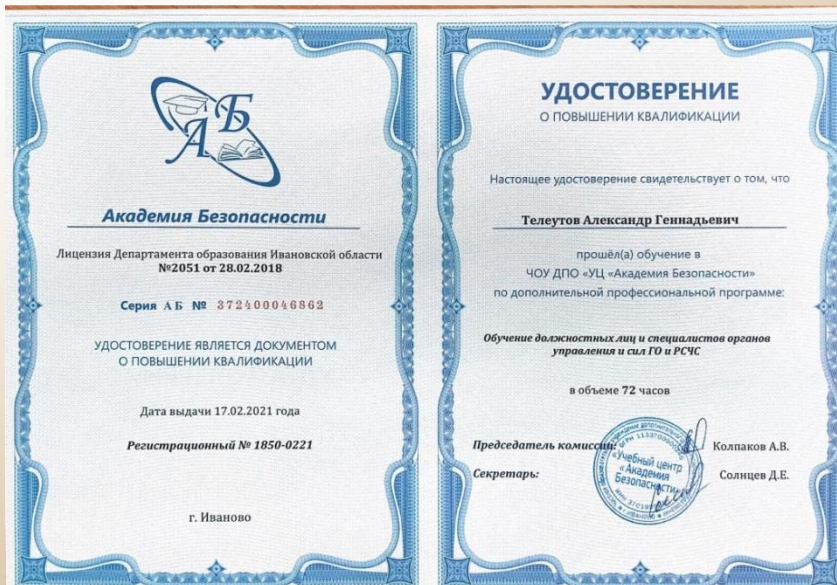 АБ
Академия Безопасности
Лицензия Департамента образования Ивановской области
№2051 от 28.02.2018
Серия АБ № 372400046862
УДОСТОВЕРЕНИЕ ЯВЛЯЕТСЯ ДОКУМЕНТОМ
О ПОВЫШЕНИИ КВАЛИФИКАЦИИ
Дата выдачи 17.02.2021 года
Регистрационный № 1850-0221
г. Иваново
УДОСТОВЕРЕНИЕ
О ПОВЫШЕНИИ КВАЛИФИКАЦИИ
Настоящее удостоверение свидетельствует о том, что
Телеутов Александр Геннадьевич
прошёл(а) обучение в
ЧОУ ДПО «УЦ «Академия Безопасности»
по дополнительной профессиональной программе:
Обучение должностных лиц и специалистов органов
управления и сил ГО и РСЧС
в объеме 72 часов
Председатель комиссии: Колпаков А.В.
Секретарь: Солнцев Д.Е.
«Учебный центр
«Академия
Безопасности»